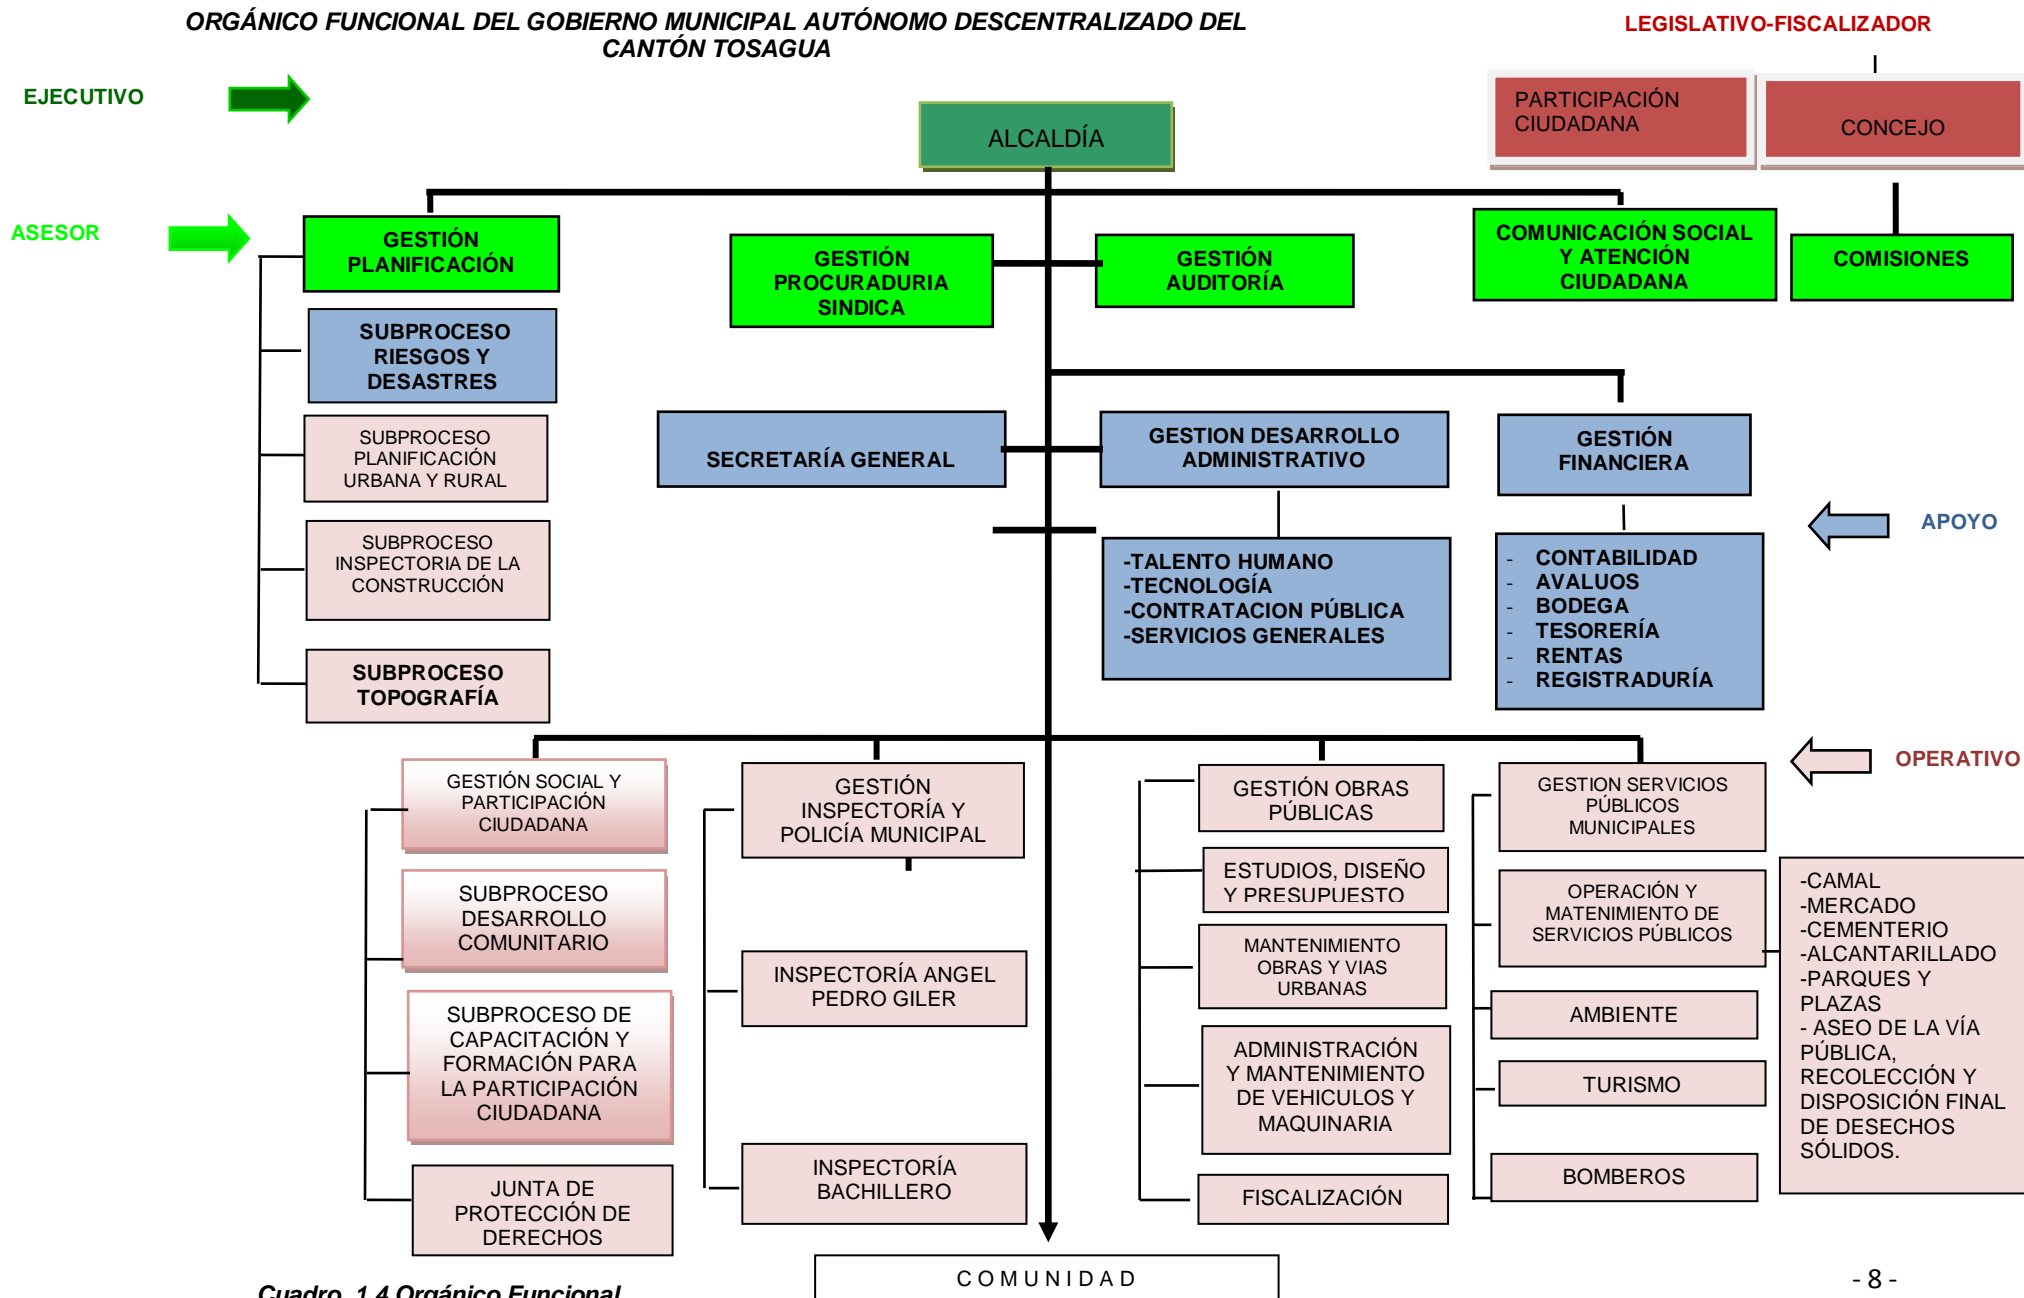 ORGÁNICO FUNCIONAL DEL GOBIERNO MUNICIPAL AUTÓNOMO DESCENTRALIZADO DEL
CANTÓN TOSAGUA
LEGISLATIVO-FISCALIZADOR
EJECUTIVO
ALCALDÍA
PARTICIPACIÓN
CIUDADANA
CONCEJO
ASESOR
GESTIÓN
PLANIFICACIÓN
GESTIÓN
PROCURADURIA
SINDICA
GESTIÓN
AUDITORÍA
COMUNICACIÓN SOCIAL
Y ATENCIÓN
CIUDADANA
COMISIONES
SUBPROCESO
RIESGOS Y
DESASTRES
SUBPROCESO
PLANIFICACIÓN
URBANA Y RURAL
SUBPROCESO
INSPECTORIA DE LA
CONSTRUCCIÓN
SUBPROCESO
TOPOGRAFÍA
SECRETARÍA GENERAL
GESTION DESARROLLO
ADMINISTRATIVO
GESTIÓN
FINANCIERA
APOYO
-TALENTO HUMANO
-TECNOLOGÍA
-CONTRATACION PÚBLICA
-SERVICIOS GENERALES
- CONTABILIDAD
- AVALUOS
- BODEGA
- TESORERÍA
- RENTAS
- REGISTRADURÍA
OPERATIVO
GESTIÓN SOCIAL Y
PARTICIPACIÓN
CIUDADANA
SUBPROCESO
DESARROLLO
COMUNITARIO
SUBPROCESO DE
CAPACITACIÓN Y
FORMACIÓN PARA
LA PARTICIPACIÓN
CIUDADANA
JUNTA DE
PROTECCIÓN DE
DERECHOS
GESTIÓN
INSPECTORÍA Y
POLICÍA MUNICIPAL
INSPECTORÍA ANGEL
PEDRO GILER
INSPECTORÍA
BACHILLERO
GESTIÓN OBRAS
PÚBLICAS
ESTUDIOS, DISEÑO
Y PRESUPUESTO
MANTENIMIENTO
OBRAS Y VIAS
URBANAS
ADMINISTRACIÓN
Y MANTENIMIENTO
DE VEHICULOS Y
MAQUINARIA
FISCALIZACIÓN
GESTION SERVICIOS
PÚBLICOS
MUNICIPALES
OPERACIÓN Y
MATENIMIENTO DE
SERVICIOS PÚBLICOS
AMBIENTE
TURISMO
BOMBEROS
-CAMAL
-MERCADO
-CEMENTERIO
-ALCANTARILLADO
-PARQUES Y
PLAZAS
- ASEO DE LA VÍA
PÚBLICA,
RECOLECCIÓN Y
DISPOSICIÓN FINAL
DE DESECHOS
SÓLIDOS.
COMUNIDAD
Cuadro 1.4 Orgánico Funcional
- 8 -